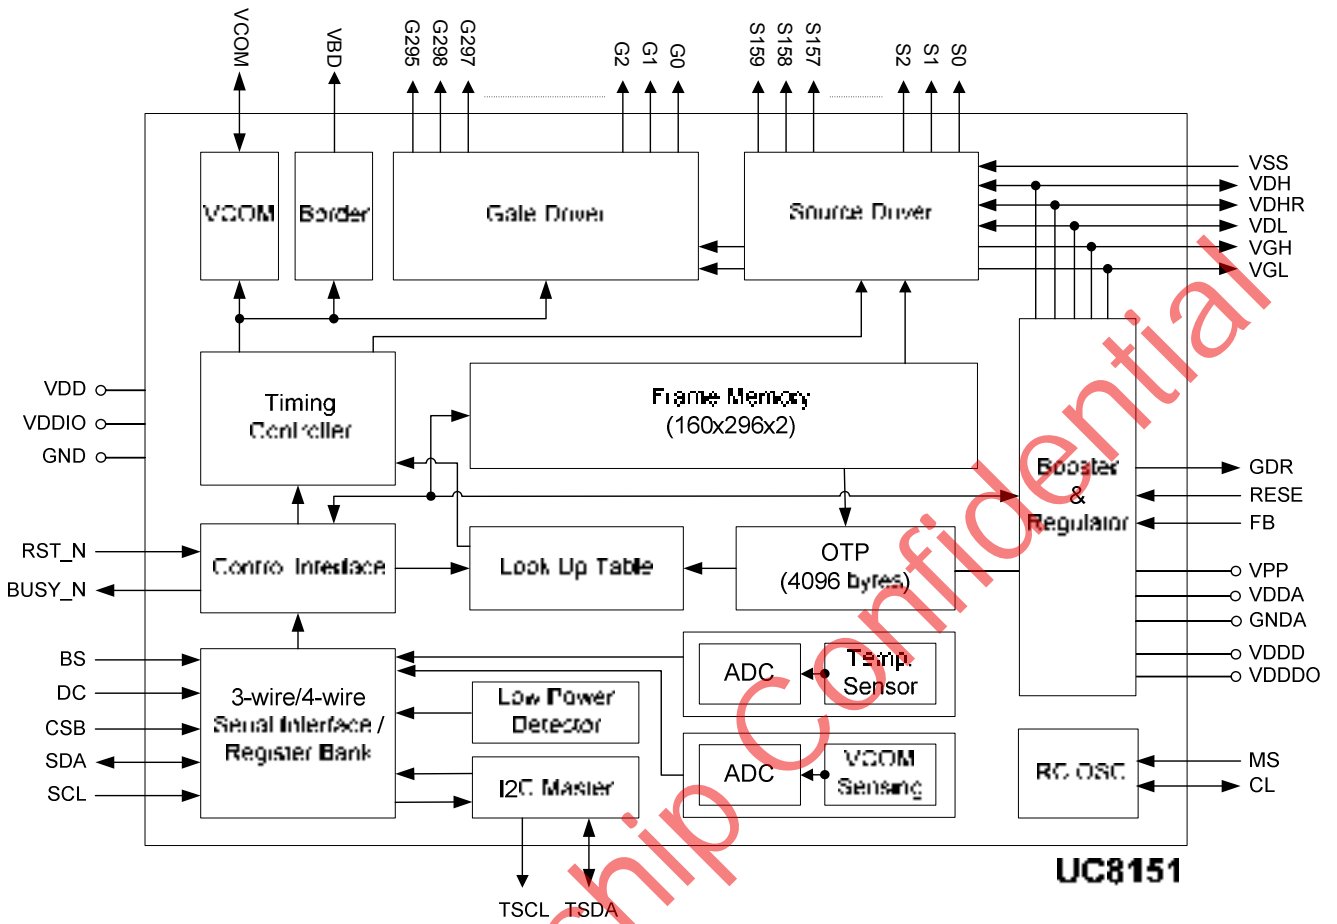 VCOM
VBD
G295
G298
G297
G2
G1
G0
S159
S158
S157
S2
S1
S0
VCOM
Border
Gate Driver
Source Driver
VSS
VDH
VDHR
VDL
VGH
VGL
VDD
VDDIO
GND
Timing
Controller
Frame Memory
(160x296x2)
Booster
&
Regulator
GDR
RESE
FB
VPP
VDDA
GNDA
VDDD
VDDDO
RST_N
BUSY_N
Control Interface
Look Up Table
OTP
(4096 bytes)
BS
DC
CSB
SDA
SCL
3-wire/4-wire
Serial Interface /
Register Bank
Low Power
Detector
I2C Master
ADC
Temp.
Sensor
ADC
VCOM
Sensing
RC OSC
MS
CL
TSCL
TSDA
UC8151
chip Confidential